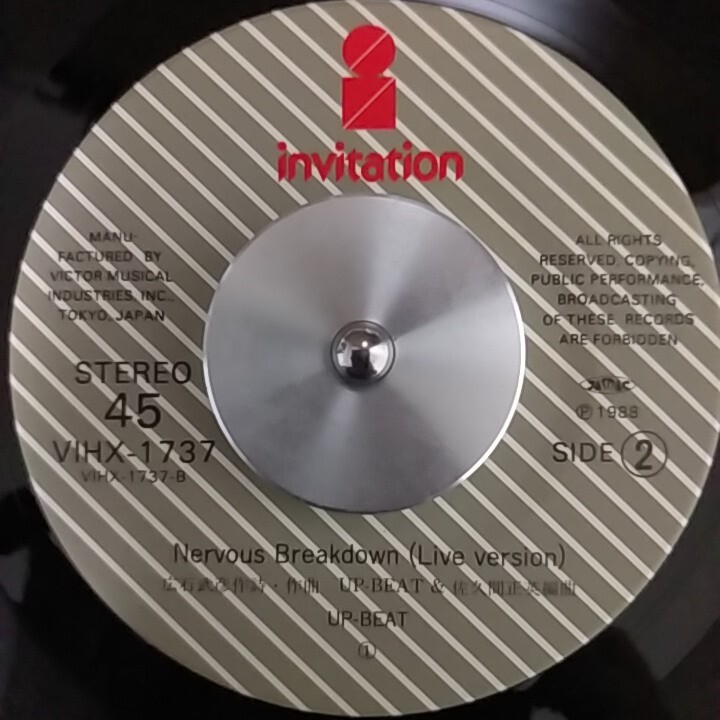 invitation
MANU-
FACTURED BY
VICTOR MUSICAL
INDUSTRIES, INC.,
TOKYO, JAPAN
ALL RIGHTS
RESERVED. COPYING,
PUBLIC PERFORMANCE,
BROADCASTING
OF THESE RECORDS
ARE FORBIDDEN
STEREO
45
VIHX-1737
VIHX-1737-B
℗ 1988
SIDE ②
Nervous Breakdown (Live version)
広石武彦作詩・作曲 UP-BEAT & 佐久間正英編曲
UP-BEAT
①